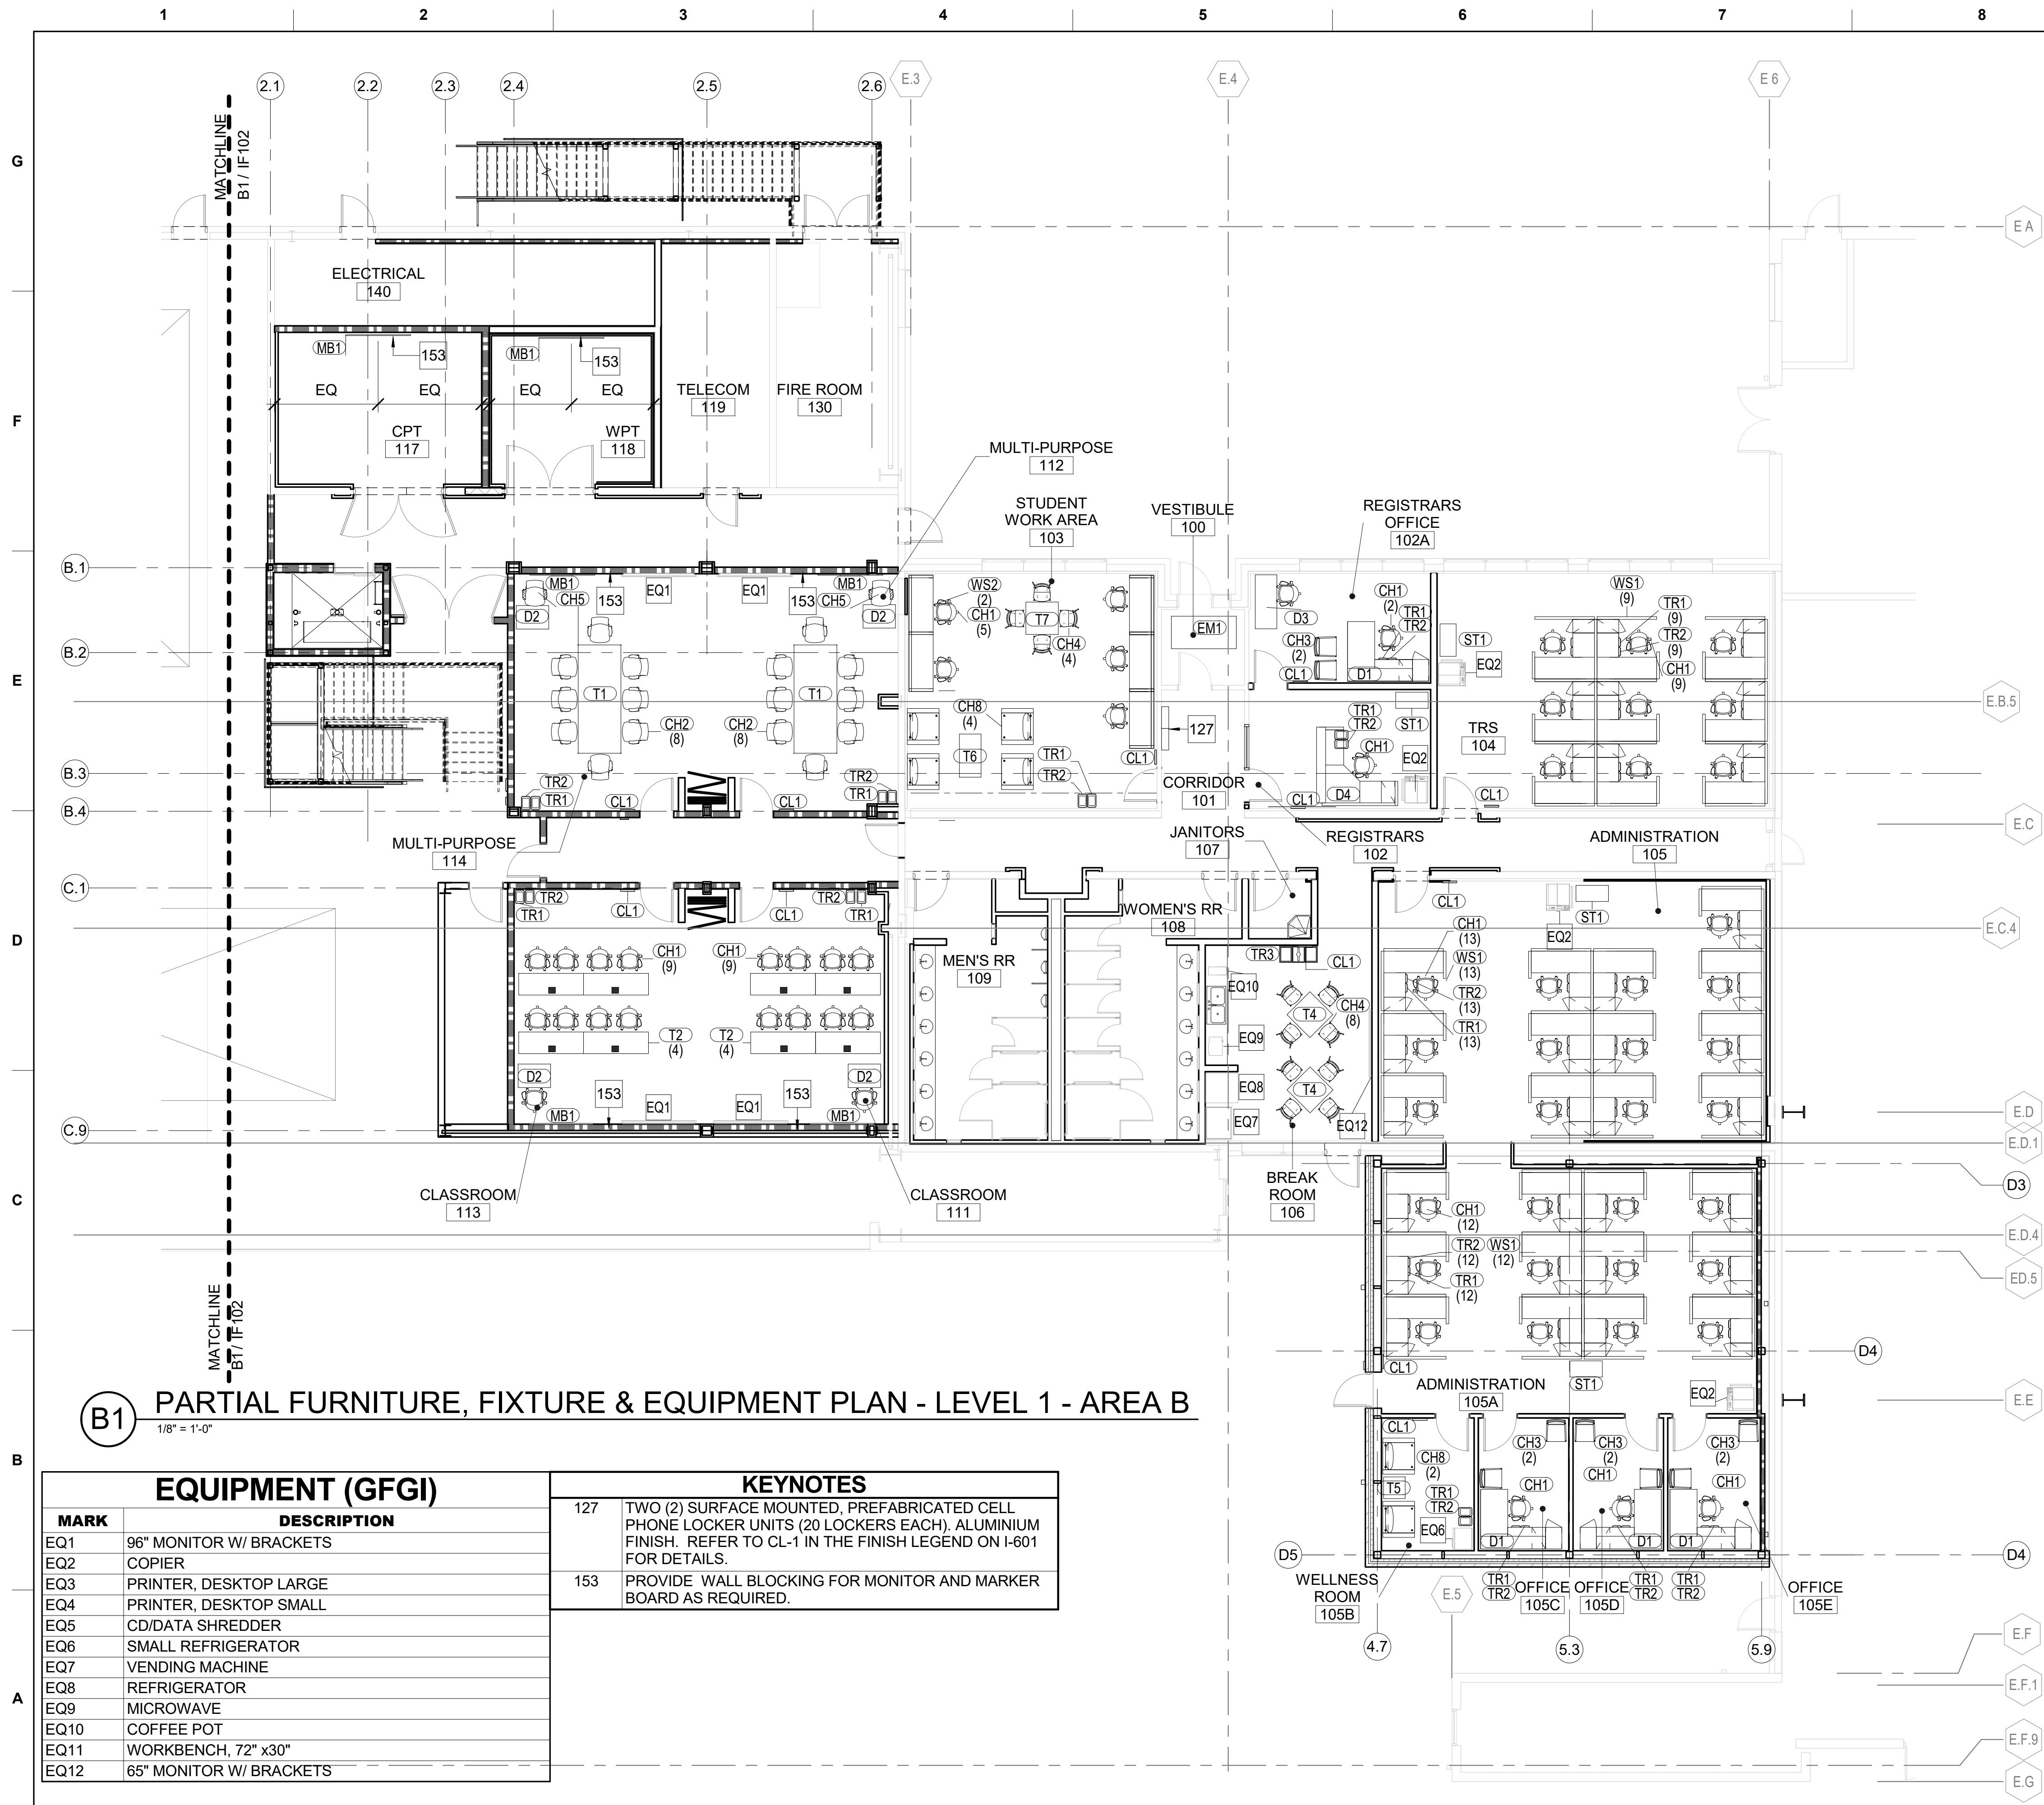 1 2 3 4 5 6 7 8
G
F
E
D
C
B
A
2.1 2.2 2.3 2.4 2.5 2.6 E.3 E.4 E 6
MATCHLINE
B1 / IF102
E A
ELECTRICAL
140
MB1 153 MB1 153
EQ EQ EQ EQ
CPT
117
WPT
118
TELECOM
119
FIRE ROOM
130
MULTI-PURPOSE
112
STUDENT
WORK AREA
103
VESTIBULE
100
REGISTRARS
OFFICE
102A
B.1
B.2
B.3
B.4
C.1
C.9
MB1
CH5
D2
153
EQ1
EQ1
153
MB1
CH5
D2
T1
T1
CH2
(8)
CH2
(8)
TR2
TR1
CL1
CL1
TR2
TR1
WS2
(2)
CH1
(5)
T7
CH4
(4)
CH8
(4)
T6
TR1
TR2
CL1
EM1
127
D3
CH1
(2)
TR1
TR2
CH3
(2)
CL1
D1
ST1
EQ2
WS1
(9)
TR1
(9)
TR2
(9)
CH1
(9)
ST1
TR1
TR2
CH1
EQ2
D4
CL1
TRS
104
CL1
E.B.5
CORRIDOR
101
E.C
MULTI-PURPOSE
114
JANITORS
107
REGISTRARS
102
ADMINISTRATION
105
TR2
TR1
CL1
CL1
TR2
TR1
CH1
(9)
CH1
(9)
T2
(4)
T2
(4)
D2
D2
MB1
153
EQ1
EQ1
153
MB1
MEN'S RR
109
WOMEN'S RR
108
TR3
CL1
EQ10
T4
CH4
(8)
EQ9
EQ8
T4
EQ7
EQ12
CL1
EQ2
ST1
CH1
(13)
WS1
(13)
TR2
(13)
TR1
(13)
E.C.4
E.D
E.D.1
D3
E.D.4
ED.5
D4
E.E
CLASSROOM
113
CLASSROOM
111
BREAK
ROOM
106
CH1
(12)
TR2 WS1
(12) (12)
TR1
(12)
CL1
ADMINISTRATION
105A
ST1
EQ2
MATCHLINE
B1 / IF102
B1 PARTIAL FURNITURE, FIXTURE & EQUIPMENT PLAN - LEVEL 1 - AREA B
1/8" = 1'-0"
CL1
CH8
(2)
T5
TR1
TR2
EQ6
CH3
(2)
CH1
D1
CH3
(2)
CH1
D1
CH3
(2)
CH1
D1
D5 D4
WELLNESS
ROOM
105B
TR1
TR2
OFFICE
105C
OFFICE
105D
TR1
TR2
TR1
TR2
OFFICE
105E
E.5
4.7 5.3 5.9
E.F
E.F.1
E.F.9
E.G
EQUIPMENT (GFGI)
MARK DESCRIPTION
EQ1 96" MONITOR W/ BRACKETS
EQ2 COPIER
EQ3 PRINTER, DESKTOP LARGE
EQ4 PRINTER, DESKTOP SMALL
EQ5 CD/DATA SHREDDER
EQ6 SMALL REFRIGERATOR
EQ7 VENDING MACHINE
EQ8 REFRIGERATOR
EQ9 MICROWAVE
EQ10 COFFEE POT
EQ11 WORKBENCH, 72" x30"
EQ12 65" MONITOR W/ BRACKETS
KEYNOTES
127 TWO (2) SURFACE MOUNTED, PREFABRICATED CELL
PHONE LOCKER UNITS (20 LOCKERS EACH). ALUMINIUM
FINISH. REFER TO CL-1 IN THE FINISH LEGEND ON I-601
FOR DETAILS.
153 PROVIDE WALL BLOCKING FOR MONITOR AND MARKER
BOARD AS REQUIRED.